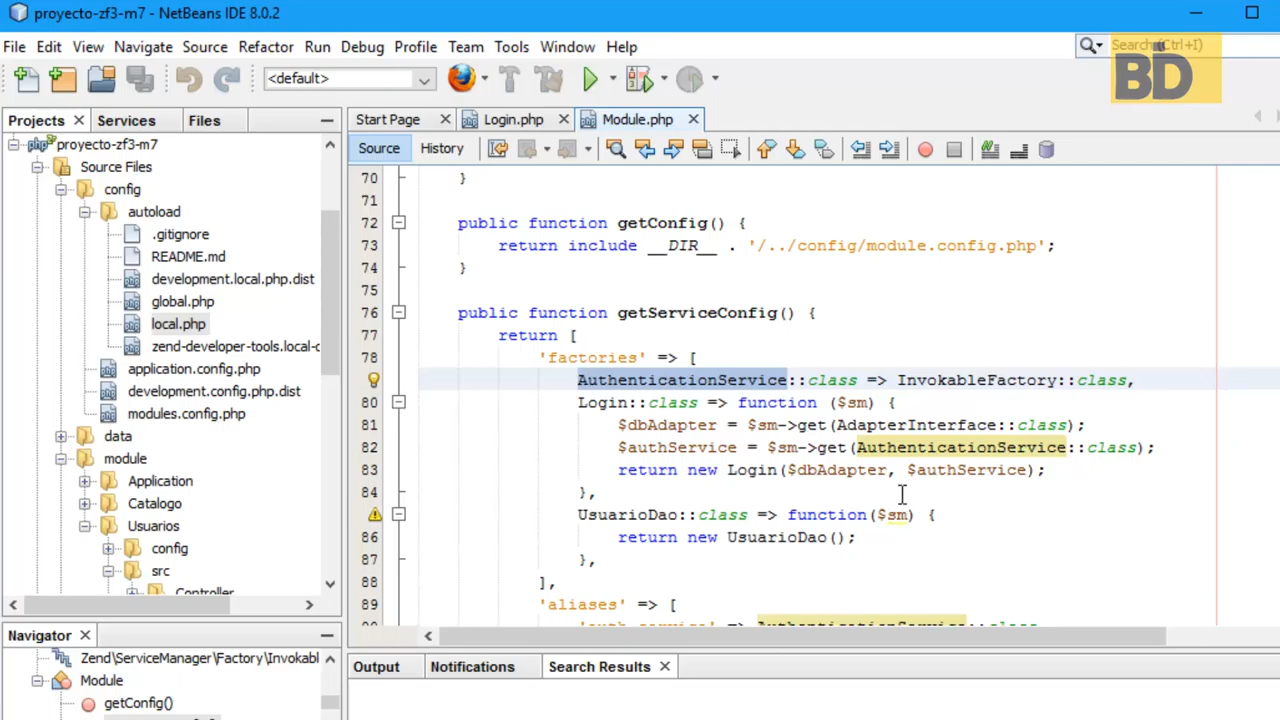 proyecto-zf3-m7 - NetBeans IDE 8.0.2
File Edit View Navigate Source Refactor Run Debug Profile Team Tools Window Help
Search (Ctrl+I)
BD
<default>
Projects Services Files
Start Page Login.php Module.php
Source History
proyecto-zf3-m7
Source Files
config
autoload
.gitignore
README.md
development.local.php.dist
global.php
local.php
zend-developer-tools.local-c
application.config.php
development.config.php.dist
modules.config.php
data
module
Application
Catalogo
Usuarios
config
src
Controller
70 }
71
72 public function getConfig() {
73 return include __DIR__ . '/../config/module.config.php';
74 }
75
76 public function getServiceConfig() {
77 return [
78 'factories' => [
AuthenticationService::class => InvokableFactory::class,
80 Login::class => function ($sm) {
81 $dbAdapter = $sm->get(AdapterInterface::class);
82 $authService = $sm->get(AuthenticationService::class);
83 return new Login($dbAdapter, $authService);
84 },
UsuarioDao::class => function($sm) {
86 return new UsuarioDao();
87 },
88 ],
89 'aliases' => [
Navigator
Zend\ServiceManager\Factory\Invokabl
Module
getConfig()
Output Notifications Search Results